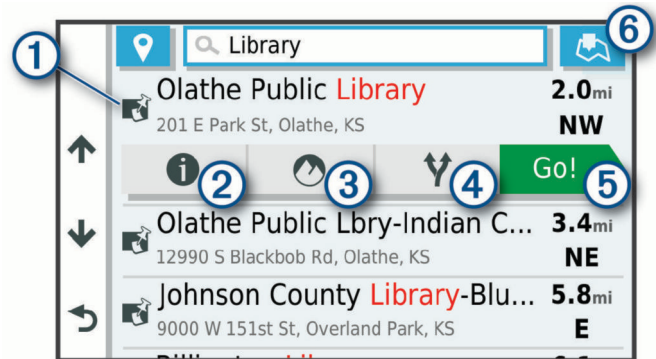 6
Library
1
Olathe Public Library
2.0mi
201 E Park St, Olathe, KS
NW
2
3
4
Go!
5
Olathe Public Lbry-Indian C...
3.4mi
12990 S Blackbob Rd, Olathe, KS
NE
Johnson County Library-Blu...
5.8mi
9000 W 151st St, Overland Park, KS
E